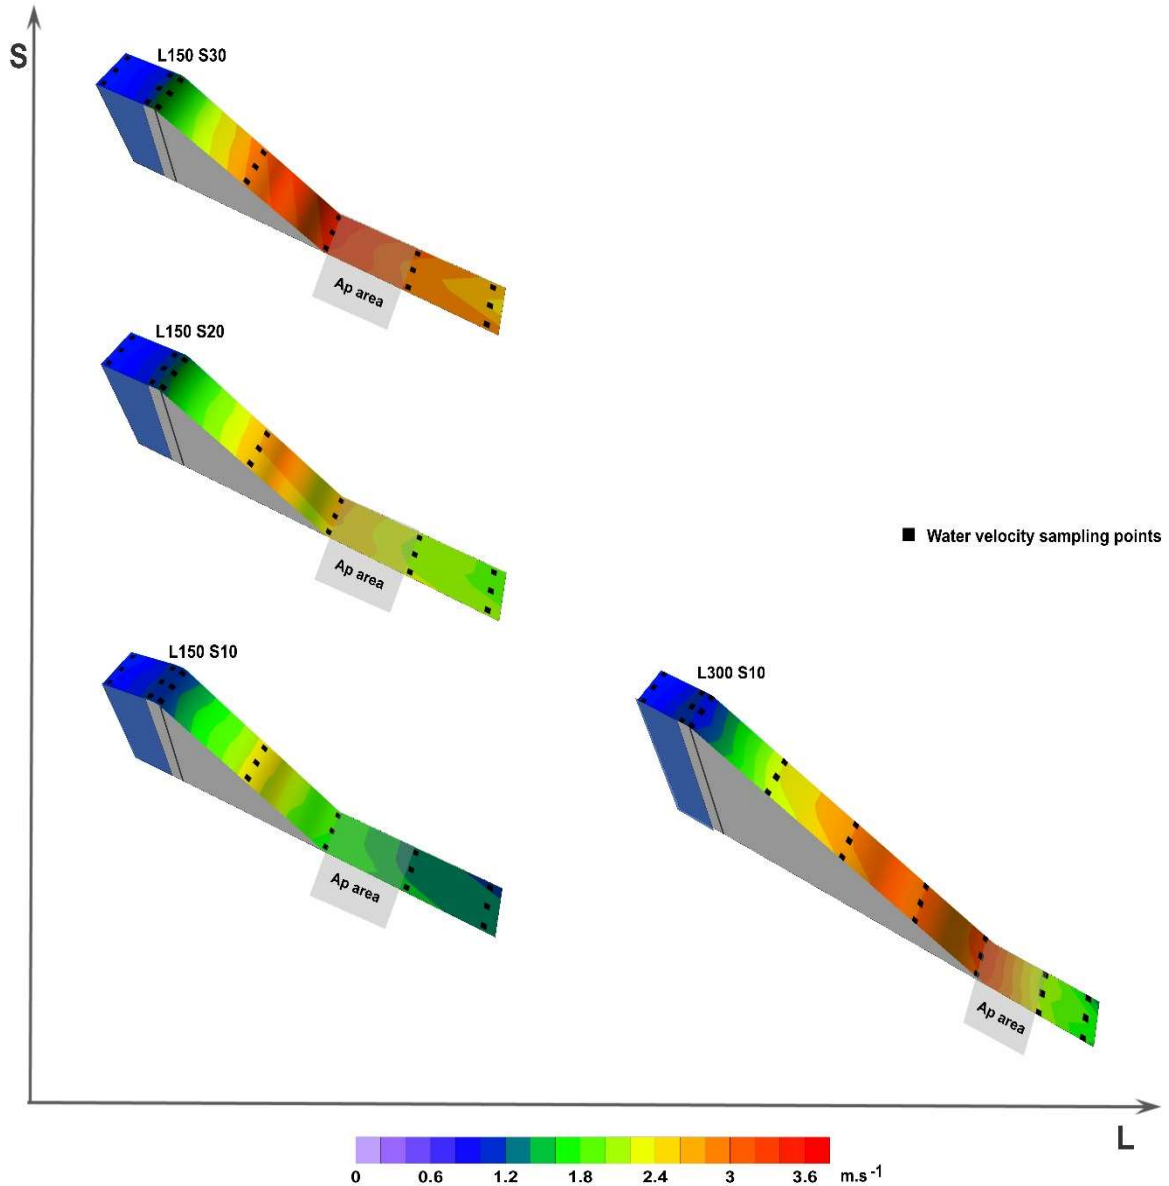 S
L150 S30
Ap area
L150 S20
Ap area
■ Water velocity sampling points
L150 S10
Ap area
L300 S10
Ap area
L
0 0.6 1.2 1.8 2.4 3 3.6 m.s⁻¹